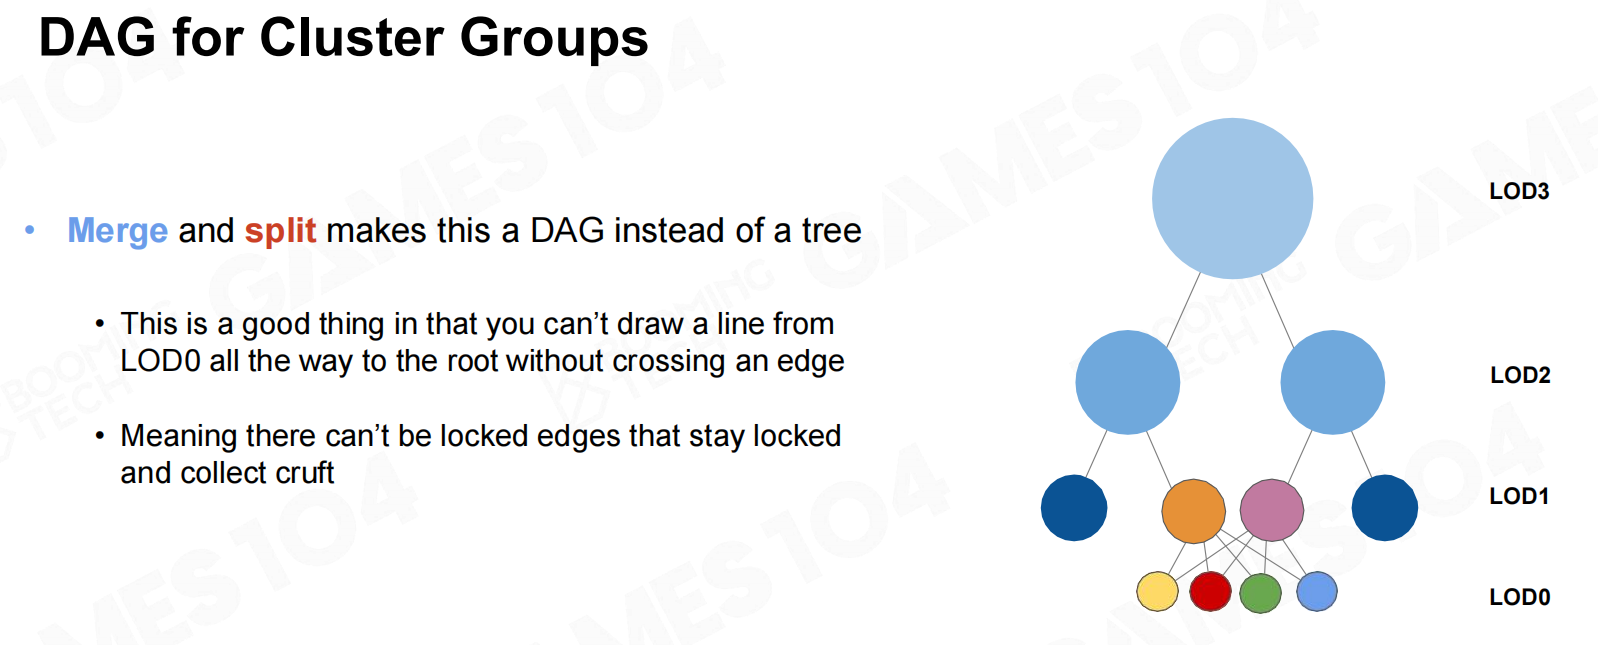 DAG for Cluster Groups
• Merge and split makes this a DAG instead of a tree
• This is a good thing in that you can't draw a line from
LOD0 all the way to the root without crossing an edge
• Meaning there can't be locked edges that stay locked
and collect cruft
LOD3
LOD2
LOD1
LOD0
GAMES 104
BOOMING
TECH